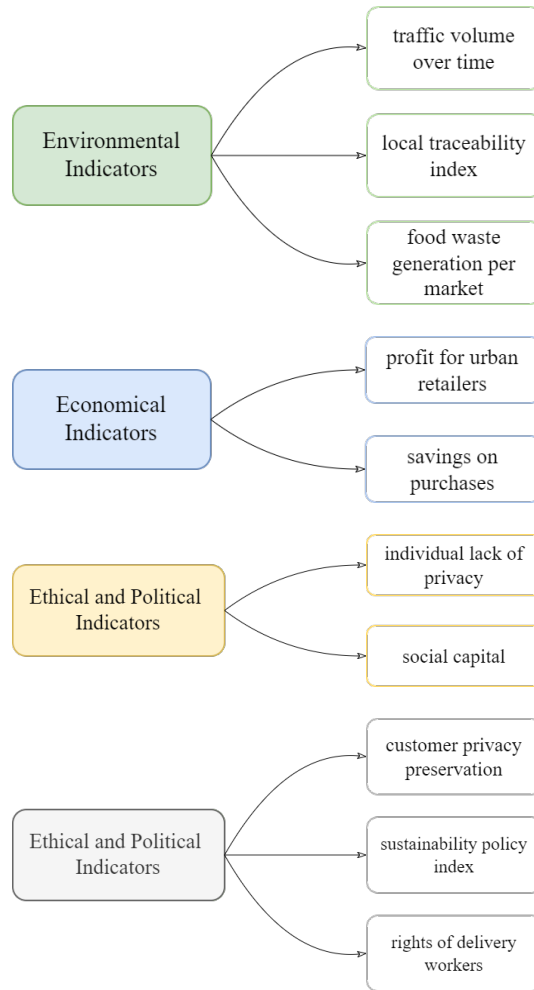 traffic volume
over time
Environmental
Indicators
local traceability
index
food waste
generation per
market
profit for urban
retailers
Economical
Indicators
savings on
purchases
individual lack of
privacy
Ethical and Political
Indicators
social capital
customer privacy
preservation
Ethical and Political
Indicators
sustainability policy
index
rights of delivery
workers